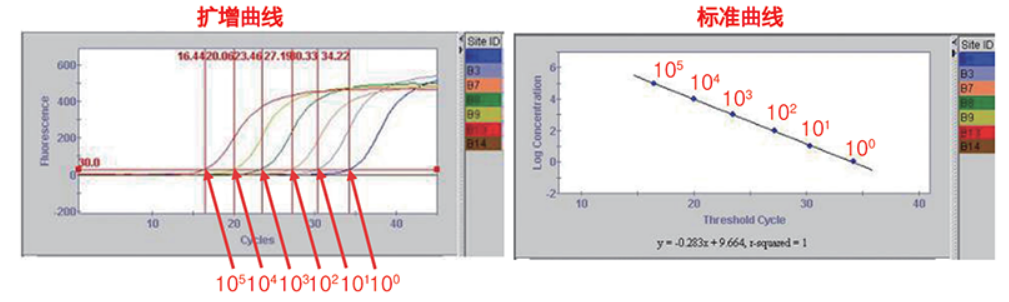 扩增曲线
标准曲线
16.44 20.06 23.46 27.19 30.33 34.22
Site ID
B3
B7
B8
B9
B13
B14
Fluorescence
600
400
200
0
-200
30.0
10 20 30 40
Cycles
10⁵ 10⁴ 10³ 10² 10¹ 10⁰
Site ID
B3
B7
B8
B9
B13
B14
Log Concentration
6
4
2
0
-2
10⁵
10⁴
10³
10²
10¹
10⁰
10 20 30 40
Threshold Cycle
y = -0.283x + 9.664, r-squared = 1